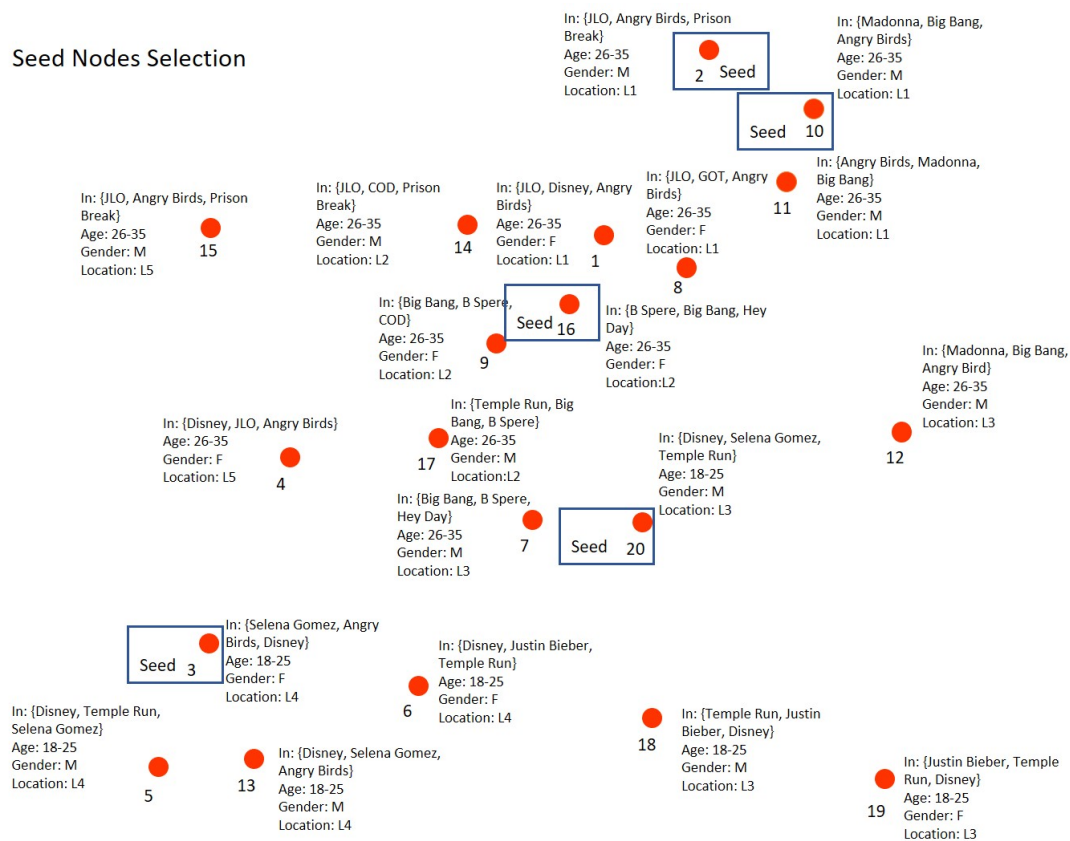 Seed Nodes Selection
In: {JLO, Angry Birds, Prison
Break}
Age: 26-35
Gender: M
Location: L1
2 Seed
In: {Madonna, Big Bang,
Angry Birds}
Age: 26-35
Gender: M
Location: L1
Seed 10
In: {Angry Birds, Madonna,
Big Bang}
Age: 26-35
Gender: M
Location: L1
11
In: {JLO, Angry Birds, Prison
Break}
Age: 26-35
Gender: M
Location: L5
15
In: {JLO, COD, Prison
Break}
Age: 26-35
Gender: M
Location: L2
14
In: {JLO, Disney, Angry
Birds}
Age: 26-35
Gender: F
Location: L1
1
In: {JLO, GOT, Angry
Birds}
Age: 26-35
Gender: F
Location: L1
8
In: {Big Bang, B Spere,
COD}
Age: 26-35
Gender: F
Location: L2
9
Seed 16
In: {B Spere, Big Bang, Hey
Day}
Age: 26-35
Gender: F
Location:L2
In: {Madonna, Big Bang,
Angry Bird}
Age: 26-35
Gender: M
Location: L3
12
In: {Disney, JLO, Angry Birds}
Age: 26-35
Gender: F
Location: L5
4
In: {Temple Run, Big
Bang, B Spere}
Age: 26-35
Gender: M
Location:L2
17
In: {Disney, Selena Gomez,
Temple Run}
Age: 18-25
Gender: M
Location: L3
Seed 20
In: {Big Bang, B Spere,
Hey Day}
Age: 26-35
Gender: M
Location: L3
7
In: {Selena Gomez, Angry
Birds, Disney}
Age: 18-25
Gender: F
Location: L4
Seed 3
In: {Disney, Justin Bieber,
Temple Run}
Age: 18-25
Gender: F
Location: L4
6
In: {Disney, Temple Run,
Selena Gomez}
Age: 18-25
Gender: M
Location: L4
5
In: {Disney, Selena Gomez,
Angry Birds}
Age: 18-25
Gender: M
Location: L4
13
In: {Temple Run, Justin
Bieber, Disney}
Age: 18-25
Gender: M
Location: L3
18
In: {Justin Bieber, Temple
Run, Disney}
Age: 18-25
Gender: F
Location: L3
19